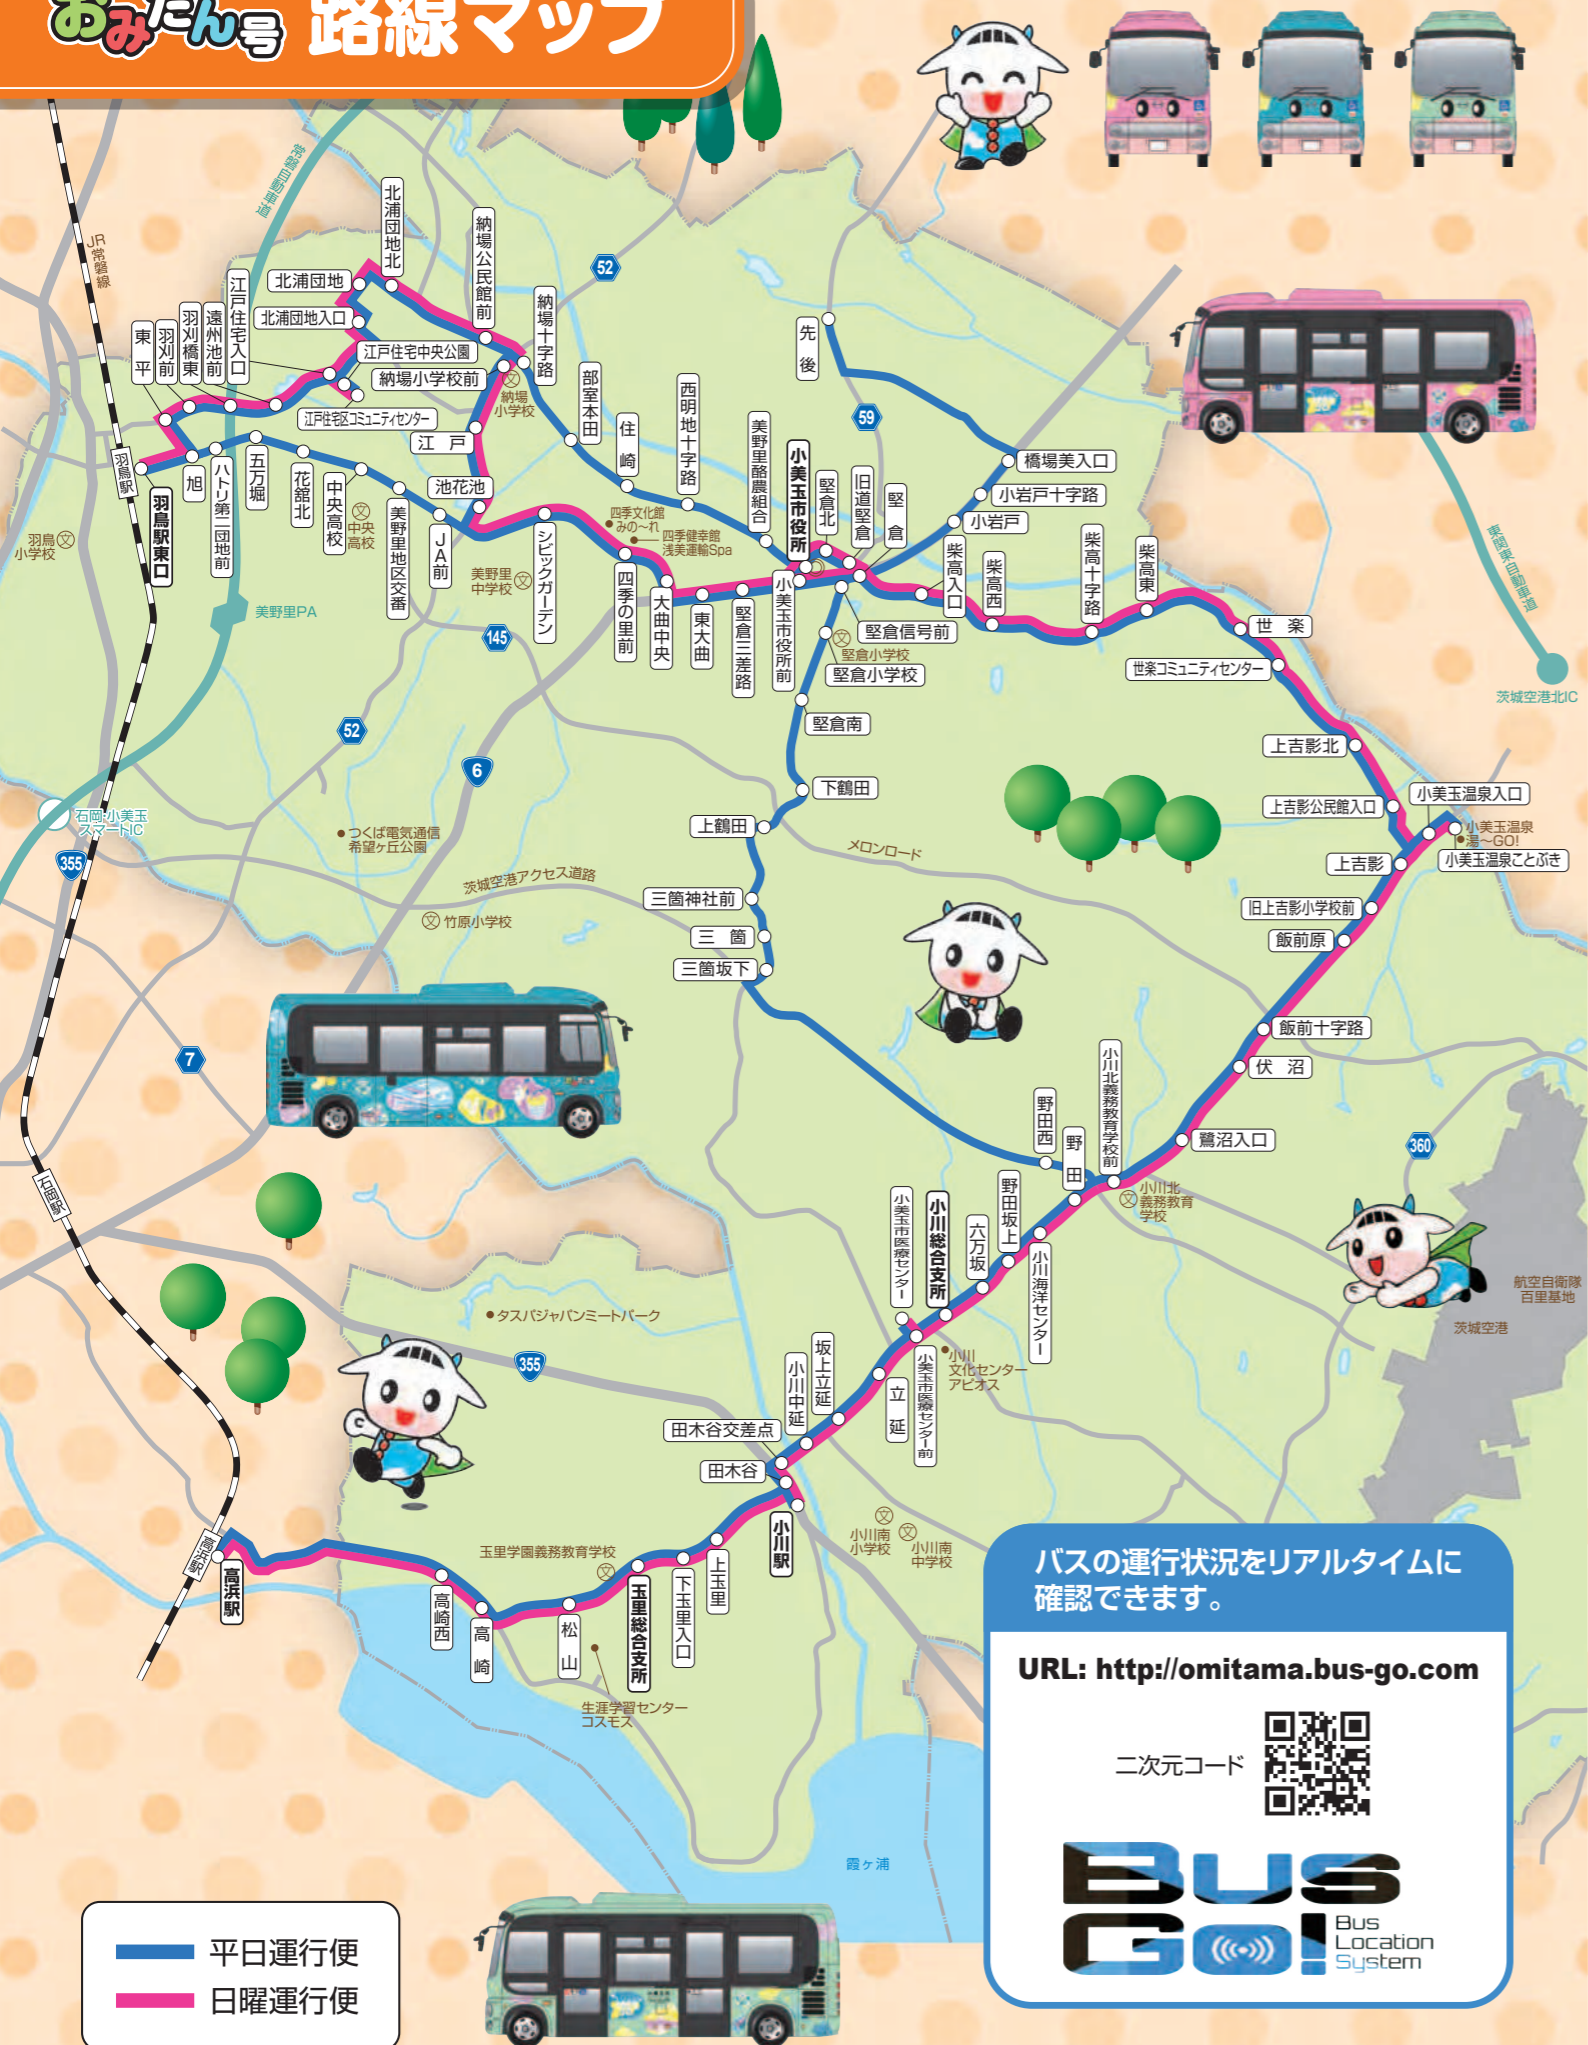 おみたん号 路線マップ
常磐自動車道
JR常磐線
北浦団地北
納場公民館前
52
北浦団地
江戸住宅入口
遠州池前
羽刈橋東
羽刈前
東平
北浦団地入口
納場十字路
先後
江戸住宅中央公園
納場小学校前
納場
小学校
部室本田
西明地十字路
59
江戸住宅区コミュニティセンター
江戸
住崎
美野里酪農組合
小美玉市役所
橋場美入口
羽鳥駅
旭
ハトリ第二団地前
五万堀
花舘北
中央高校
中央
高校
池花池
堅倉北
旧道堅倉
堅倉
小岩戸十字路
小岩戸
羽鳥駅東口
羽鳥
小学校
美野里地区交番
JA前
シビックガーデン
四季文化館
みの〜れ
四季健幸館
浅美運輸Spa
柴高入口
柴高西
柴高十字路
柴高東
東関東自動車道
美野里
中学校
四季の里前
大曲中央
東大曲
堅倉三差路
小美玉市役所前
堅倉信号前
堅倉小学校
堅倉小学校
世楽
世楽コミュニティセンター
美野里PA
145
茨城空港北IC
堅倉南
52
6
上吉影北
下鶴田
上吉影公民館入口
小美玉温泉入口
石岡・小美玉
スマートIC
つくば電気通信
希望ヶ丘公園
上鶴田
メロンロード
小美玉温泉
湯〜GO!
上吉影
小美玉温泉ことぶき
355
茨城空港アクセス道路
三箇神社前
旧上吉影小学校前
竹原小学校
三箇
飯前原
三箇坂下
飯前十字路
7
伏沼
小川北義務教育学校前
野田西
野田
鷺沼入口
360
石岡駅
小美玉市医療センター
小川総合支所
六万坂
野田坂上
小川海洋センター
小川北
義務教育
学校
航空自衛隊
百里基地
茨城空港
タスパジャパンミートパーク
355
坂上立延
小川中延
立延
小美玉市医療センター前
小川
文化センター
アピオス
田木谷交差点
田木谷
小川駅
小川南
小学校
小川南
中学校
高浜駅
高浜駅
玉里学園義務教育学校
高崎西
高崎
松山
玉里総合支所
下玉里入口
上玉里
生涯学習センター
コスモス
霞ヶ浦
バスの運行状況をリアルタイムに
確認できます。
URL: http://omitama.bus-go.com
二次元コード
Bus
Go!
Bus
Location
System
平日運行便
日曜運行便